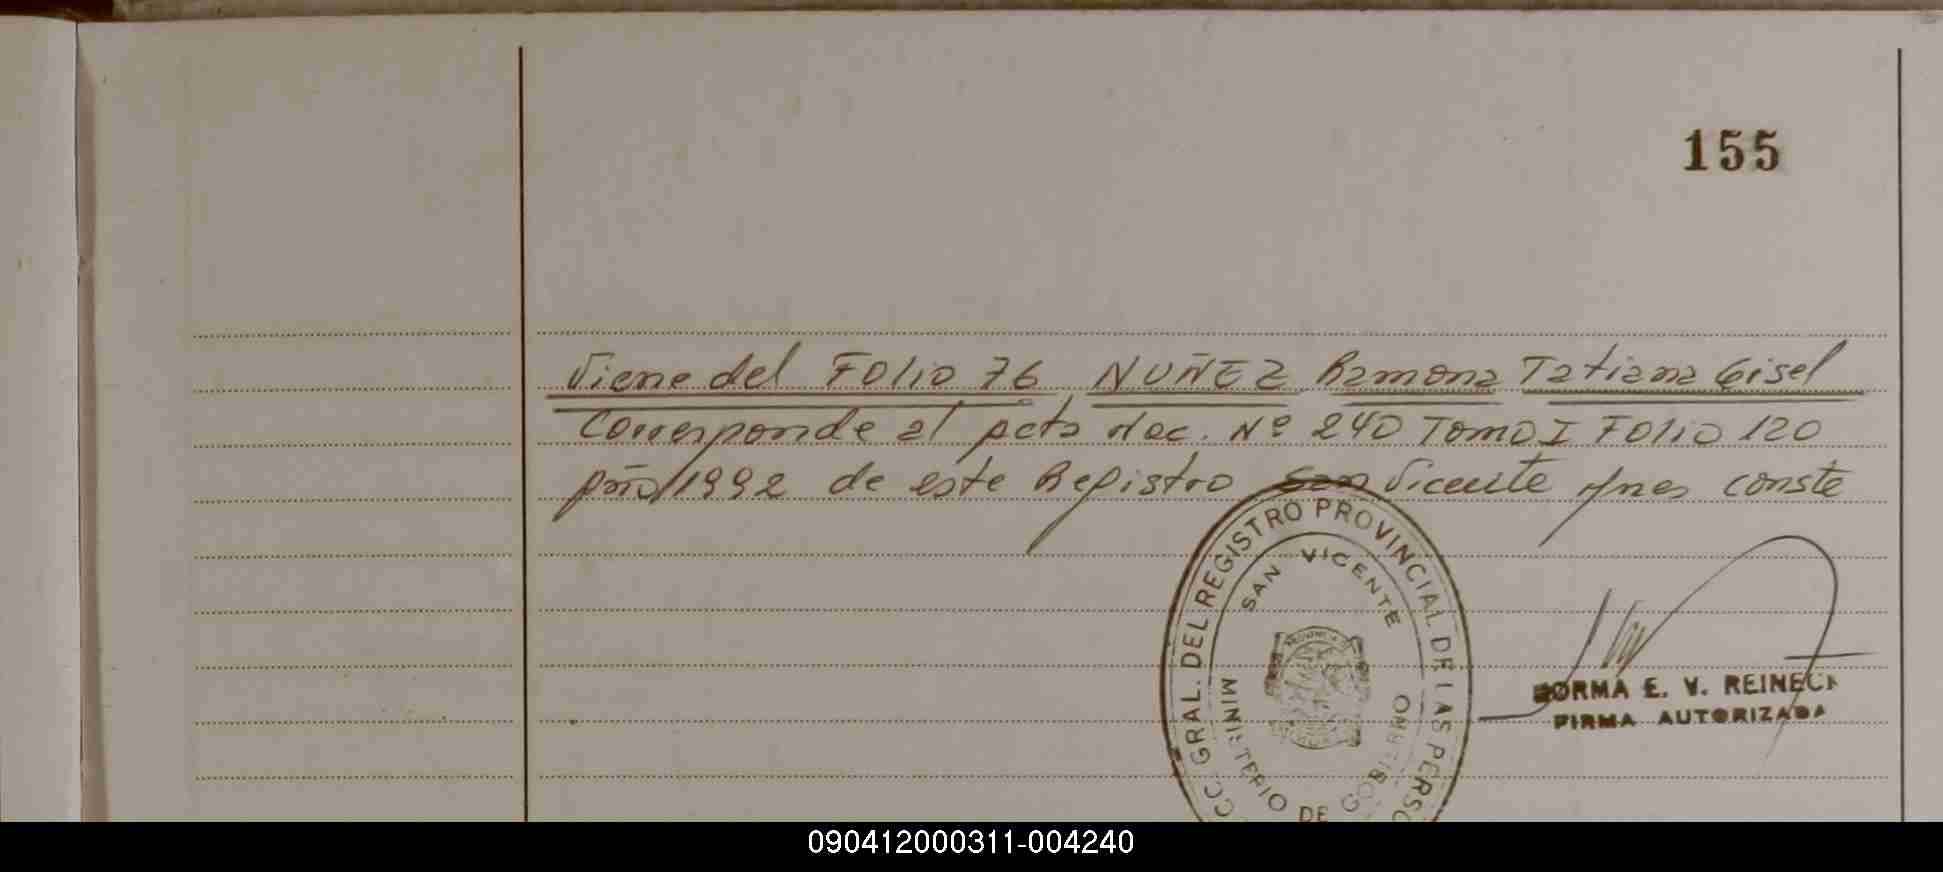 155
Viene del Folio 76 NUÑEZ Ramona Tatiana Gisel
Corresponde al acta nac. Nº 240 Tomo I Folio 120
año 1992 de este Registro San Vicente Mnes conste
GRAL. DEL REGISTRO PROVINCIAL DE LAS PERSO
SAN VICENTE
MINISTERIO DE GOBIERNO
NORMA E. V. REINECK
FIRMA AUTORIZADA
090412000311-004240